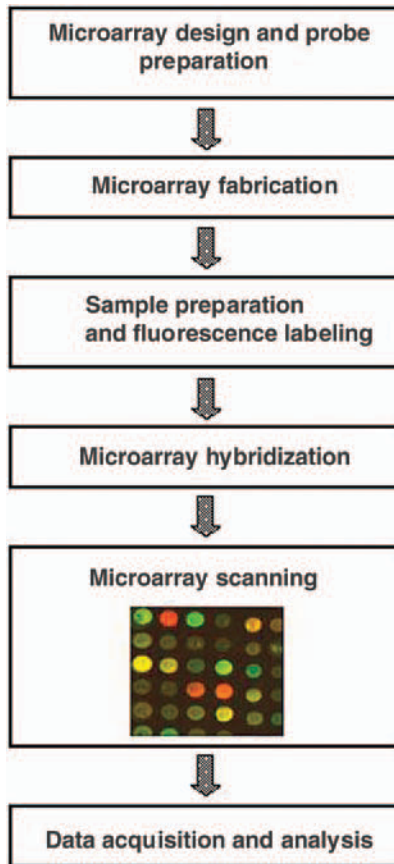 Microarray design and probe
preparation
Microarray fabrication
Sample preparation
and fluorescence labeling
Microarray hybridization
Microarray scanning
Data acquisition and analysis